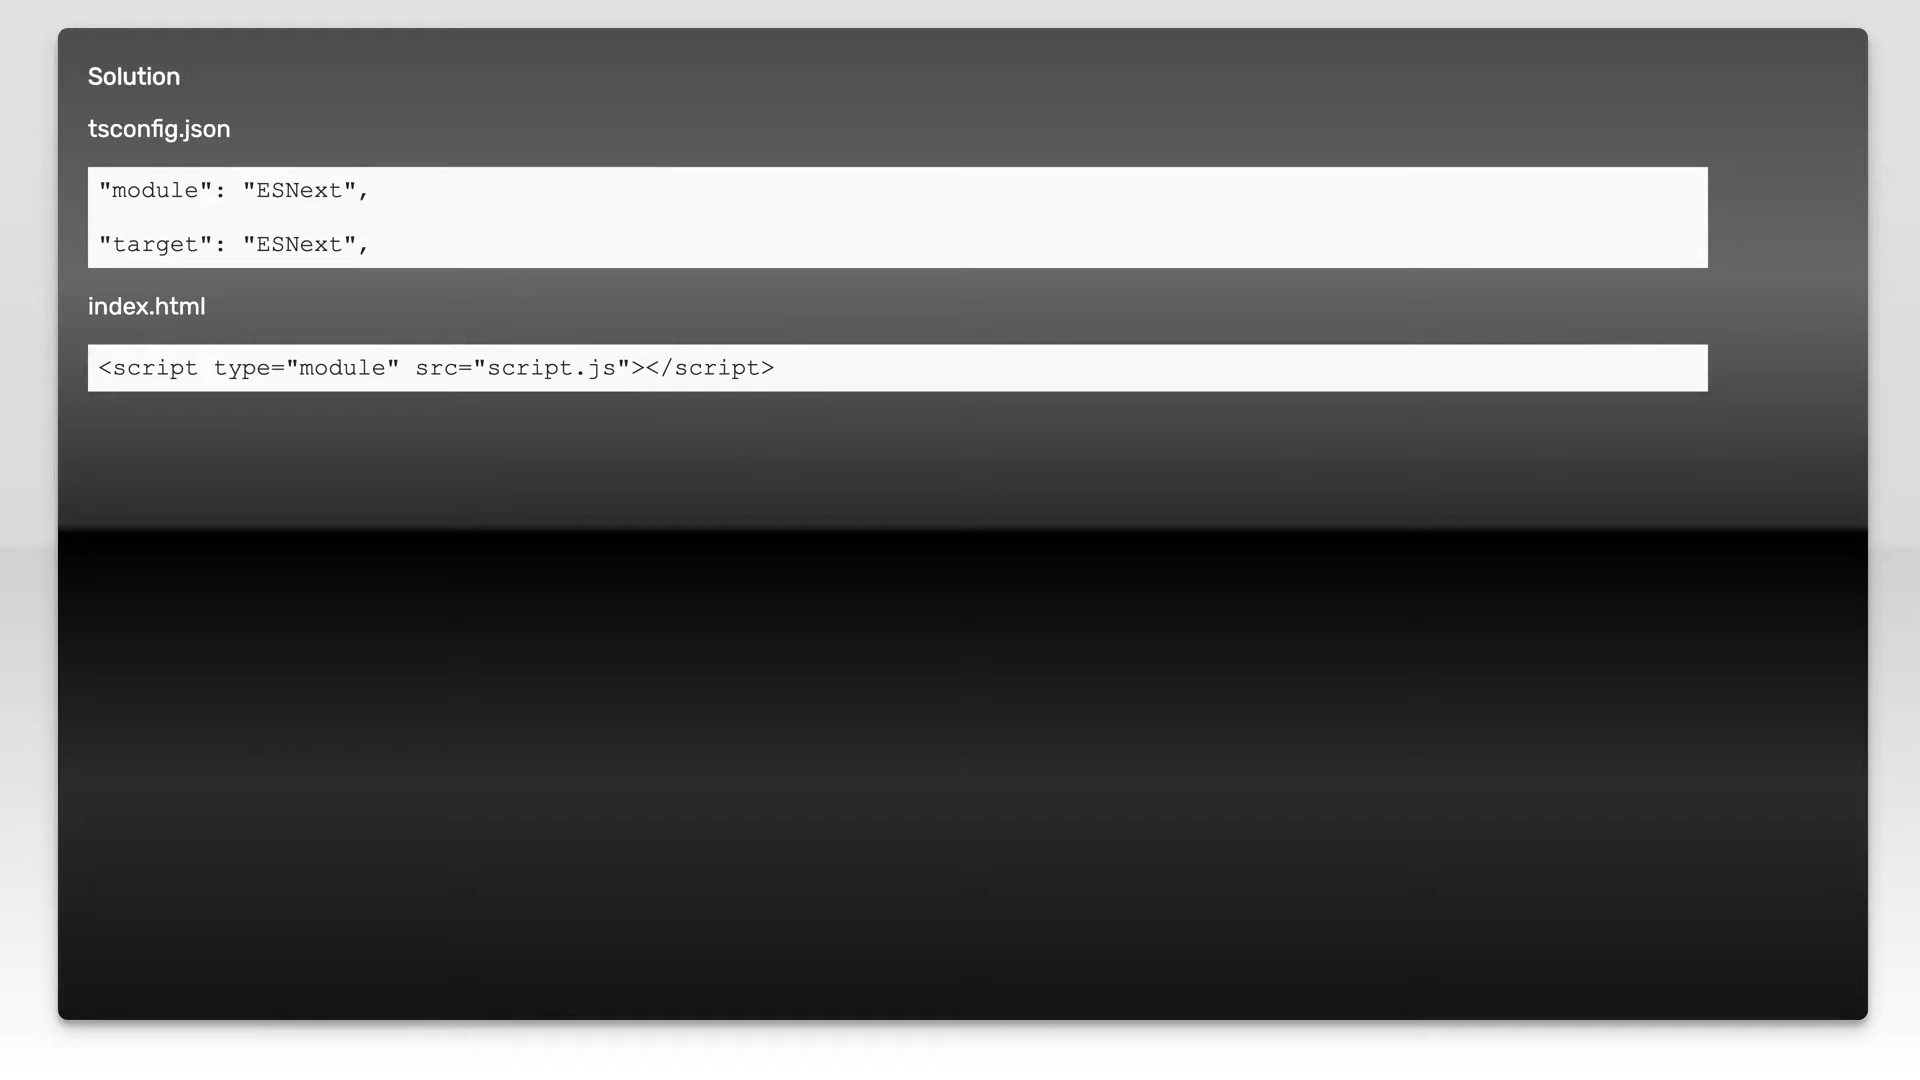 Solution
tsconfig.json
"module": "ESNext",
"target": "ESNext",
index.html
<script type="module" src="script.js"></script>